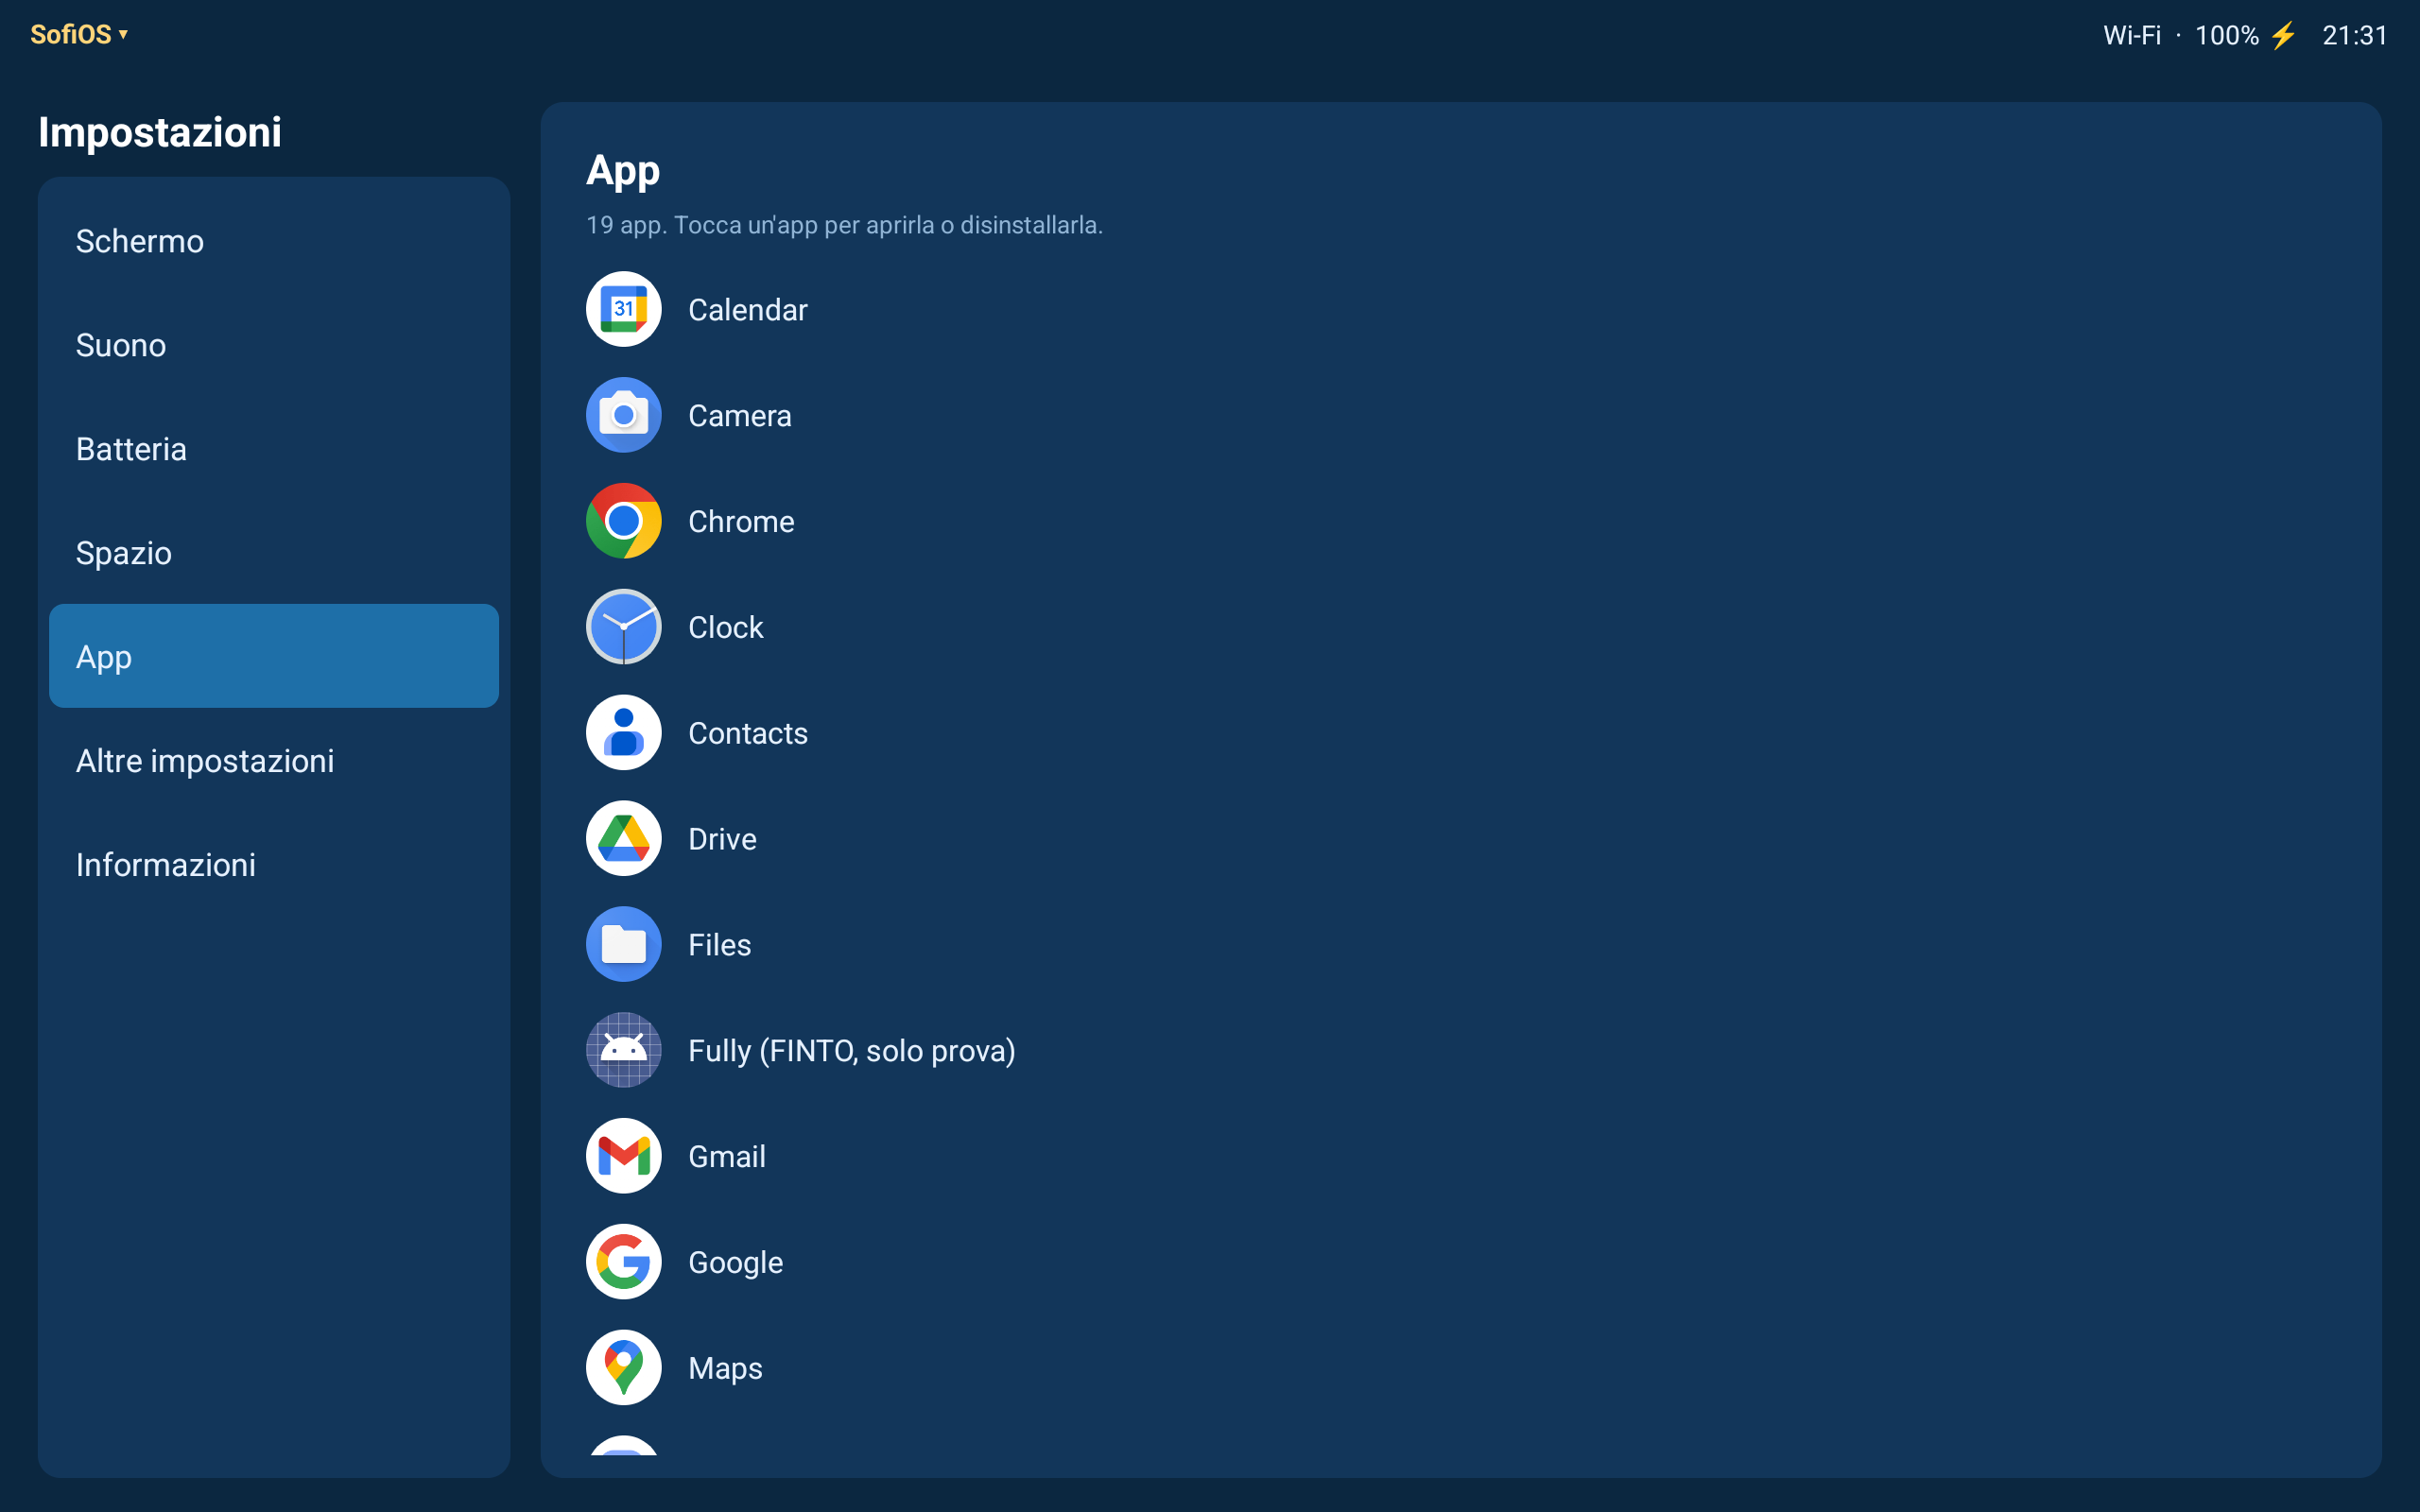 SofiOS ▾
Wi-Fi · 100% ⚡ 21:31
Impostazioni
Schermo
Suono
Batteria
Spazio
App
Altre impostazioni
Informazioni
App
19 app. Tocca un'app per aprirla o disinstallarla.
31
Calendar
Camera
Chrome
Clock
Contacts
Drive
Files
Fully (FINTO, solo prova)
Gmail
Google
Maps